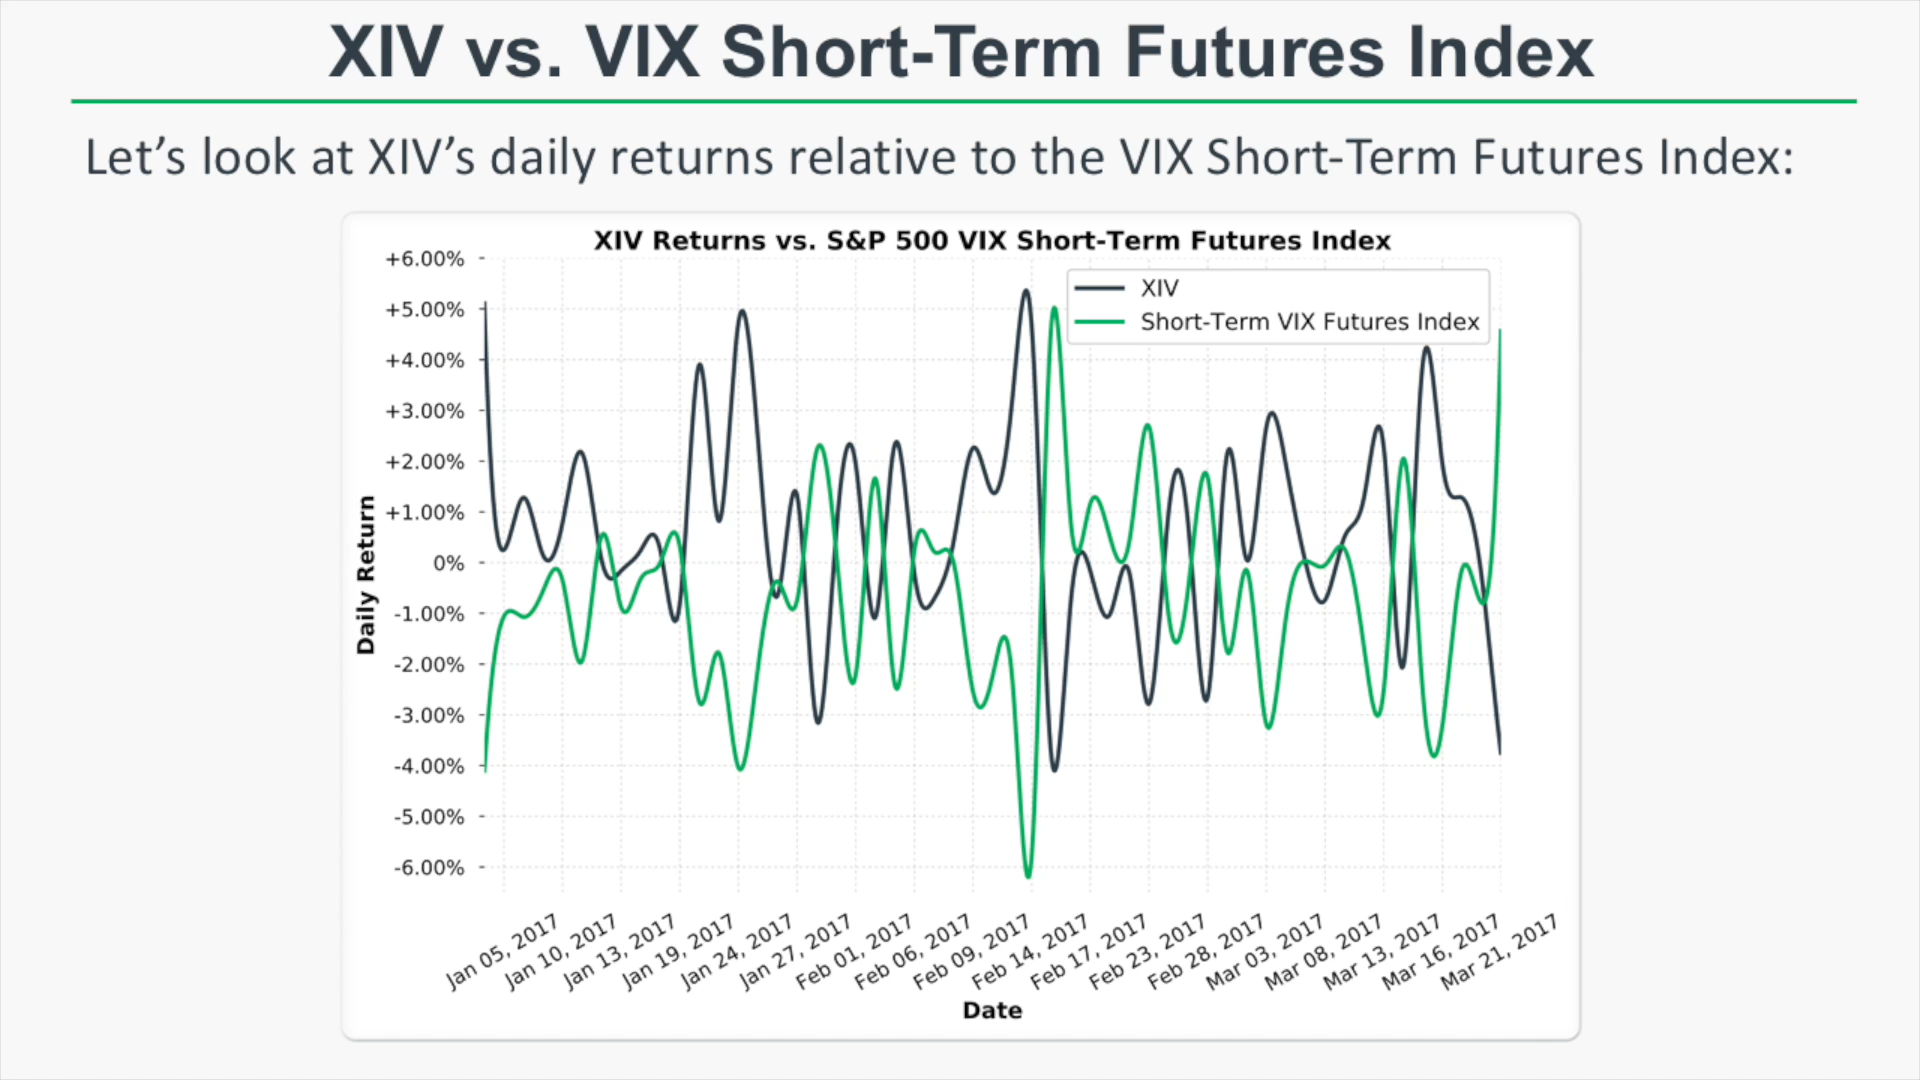 XIV vs. VIX Short-Term Futures Index
Let’s look at XIV’s daily returns relative to the VIX Short-Term Futures Index:
XIV Returns vs. S&P 500 VIX Short-Term Futures Index
XIV
Short-Term VIX Futures Index
+6.00%
+5.00%
+4.00%
+3.00%
+2.00%
+1.00%
0%
-1.00%
-2.00%
-3.00%
-4.00%
-5.00%
-6.00%
Daily Return
Jan 05, 2017
Jan 10, 2017
Jan 13, 2017
Jan 19, 2017
Jan 24, 2017
Jan 27, 2017
Feb 01, 2017
Feb 06, 2017
Feb 09, 2017
Feb 14, 2017
Feb 17, 2017
Feb 23, 2017
Feb 28, 2017
Mar 03, 2017
Mar 08, 2017
Mar 13, 2017
Mar 16, 2017
Mar 21, 2017
Date